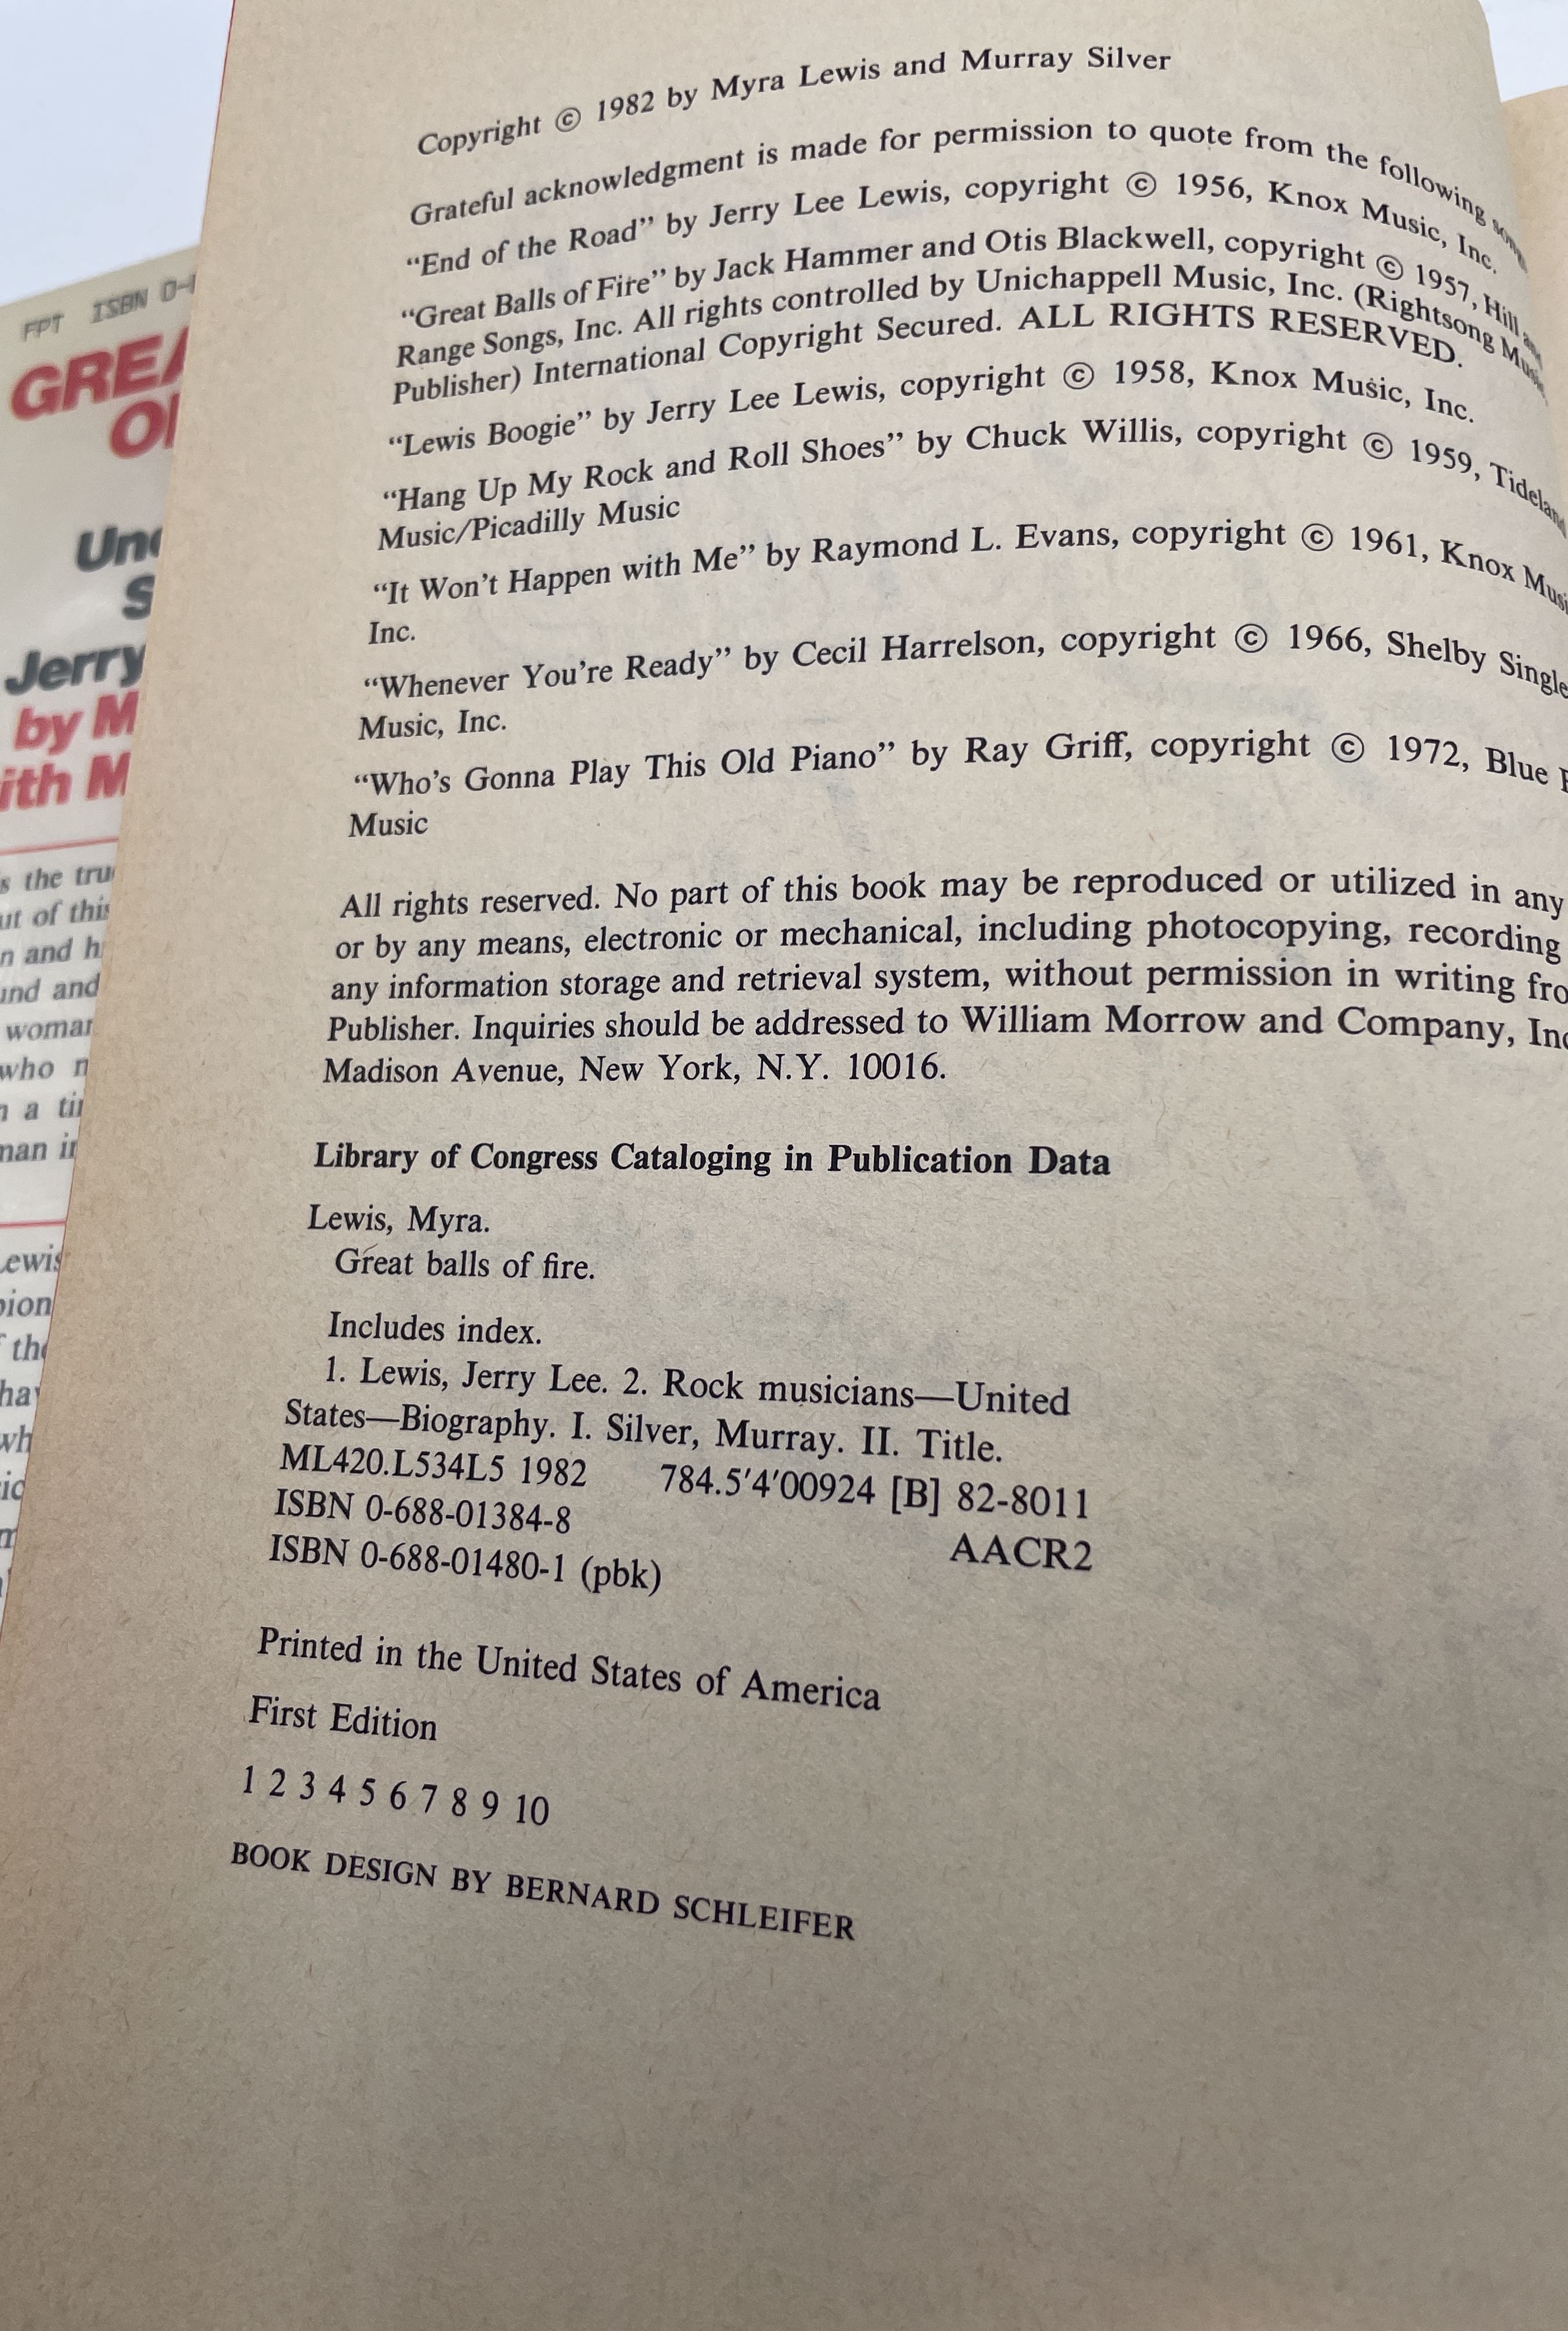 Copyright © 1982 by Myra Lewis and Murray Silver
Grateful acknowledgment is made for permission to quote from the following
“End of the Road” by Jerry Lee Lewis, copyright © 1956, Knox Music, Inc.
“Great Balls of Fire” by Jack Hammer and Otis Blackwell, copyright © 1957, Hill
Range Songs, Inc. All rights controlled by Unichappell Music, Inc. (Rightsong
Publisher) International Copyright Secured. ALL RIGHTS RESERVED.
“Lewis Boogie” by Jerry Lee Lewis, copyright © 1958, Knox Music, Inc.
“Hang Up My Rock and Roll Shoes” by Chuck Willis, copyright © 1959,
Music/Picadilly Music
“It Won’t Happen with Me” by Raymond L. Evans, copyright © 1961, Knox
Inc.
“Whenever You’re Ready” by Cecil Harrelson, copyright © 1966, Shelby
Music, Inc.
“Who’s Gonna Play This Old Piano” by Ray Griff, copyright © 1972, Blue
Music
All rights reserved. No part of this book may be reproduced or utilized in any
or by any means, electronic or mechanical, including photocopying, recording
any information storage and retrieval system, without permission in writing
Publisher. Inquiries should be addressed to William Morrow and Company,
Madison Avenue, New York, N.Y. 10016.
Library of Congress Cataloging in Publication Data
Lewis, Myra.
Great balls of fire.
Includes index.
1. Lewis, Jerry Lee. 2. Rock musicians—United
States—Biography. I. Silver, Murray. II. Title.
ML420.L534L5 1982 784.5′4′00924 [B] 82-8011
ISBN 0-688-01384-8 AACR2
ISBN 0-688-01480-1 (pbk)
Printed in the United States of America
First Edition
1 2 3 4 5 6 7 8 9 10
BOOK DESIGN BY BERNARD SCHLEIFER
FPT ISBN
Jerry
by M
s the
of this
and
and
who
a
Lewis